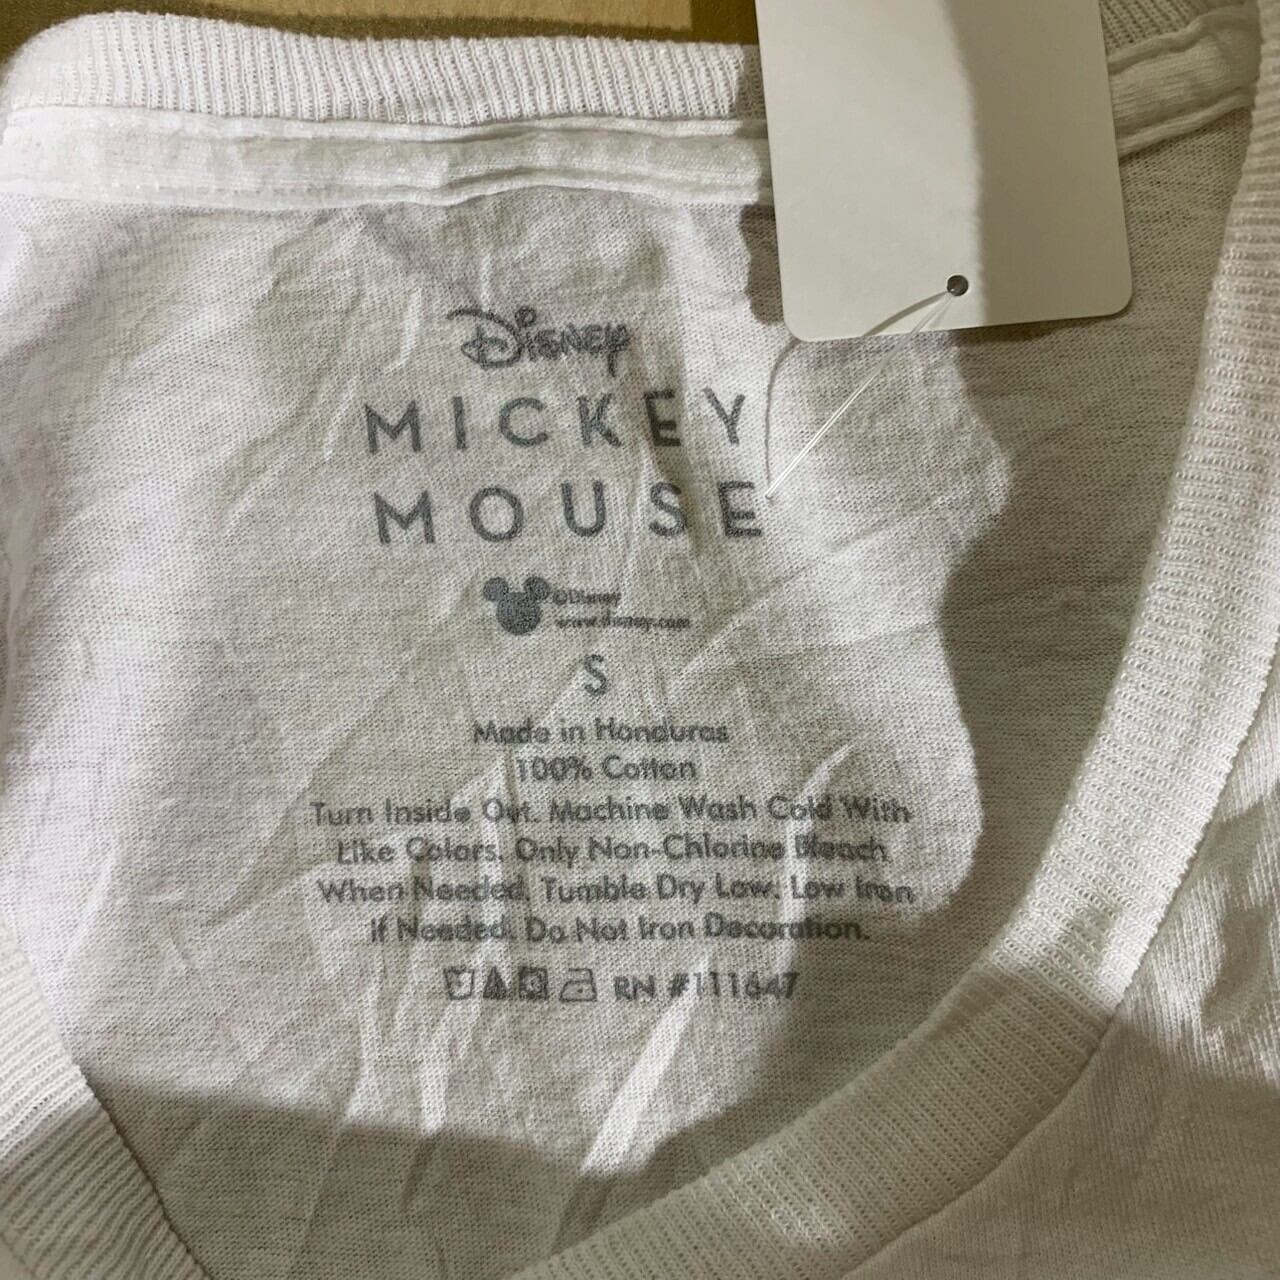 Disney
MICKEY
MOUSE
©Disney
www.disney.com
S
Made in Honduras
100% Cotton
Turn Inside Out. Machine Wash Cold With
Like Colors. Only Non-Chlorine Bleach
When Needed. Tumble Dry Low. Low Iron
If Needed. Do Not Iron Decoration.
RN #111647